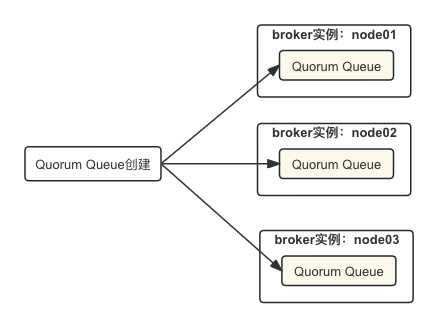 broker实例：node01
Quorum Queue
broker实例：node02
Quorum Queue创建
Quorum Queue
broker实例：node03
Quorum Queue